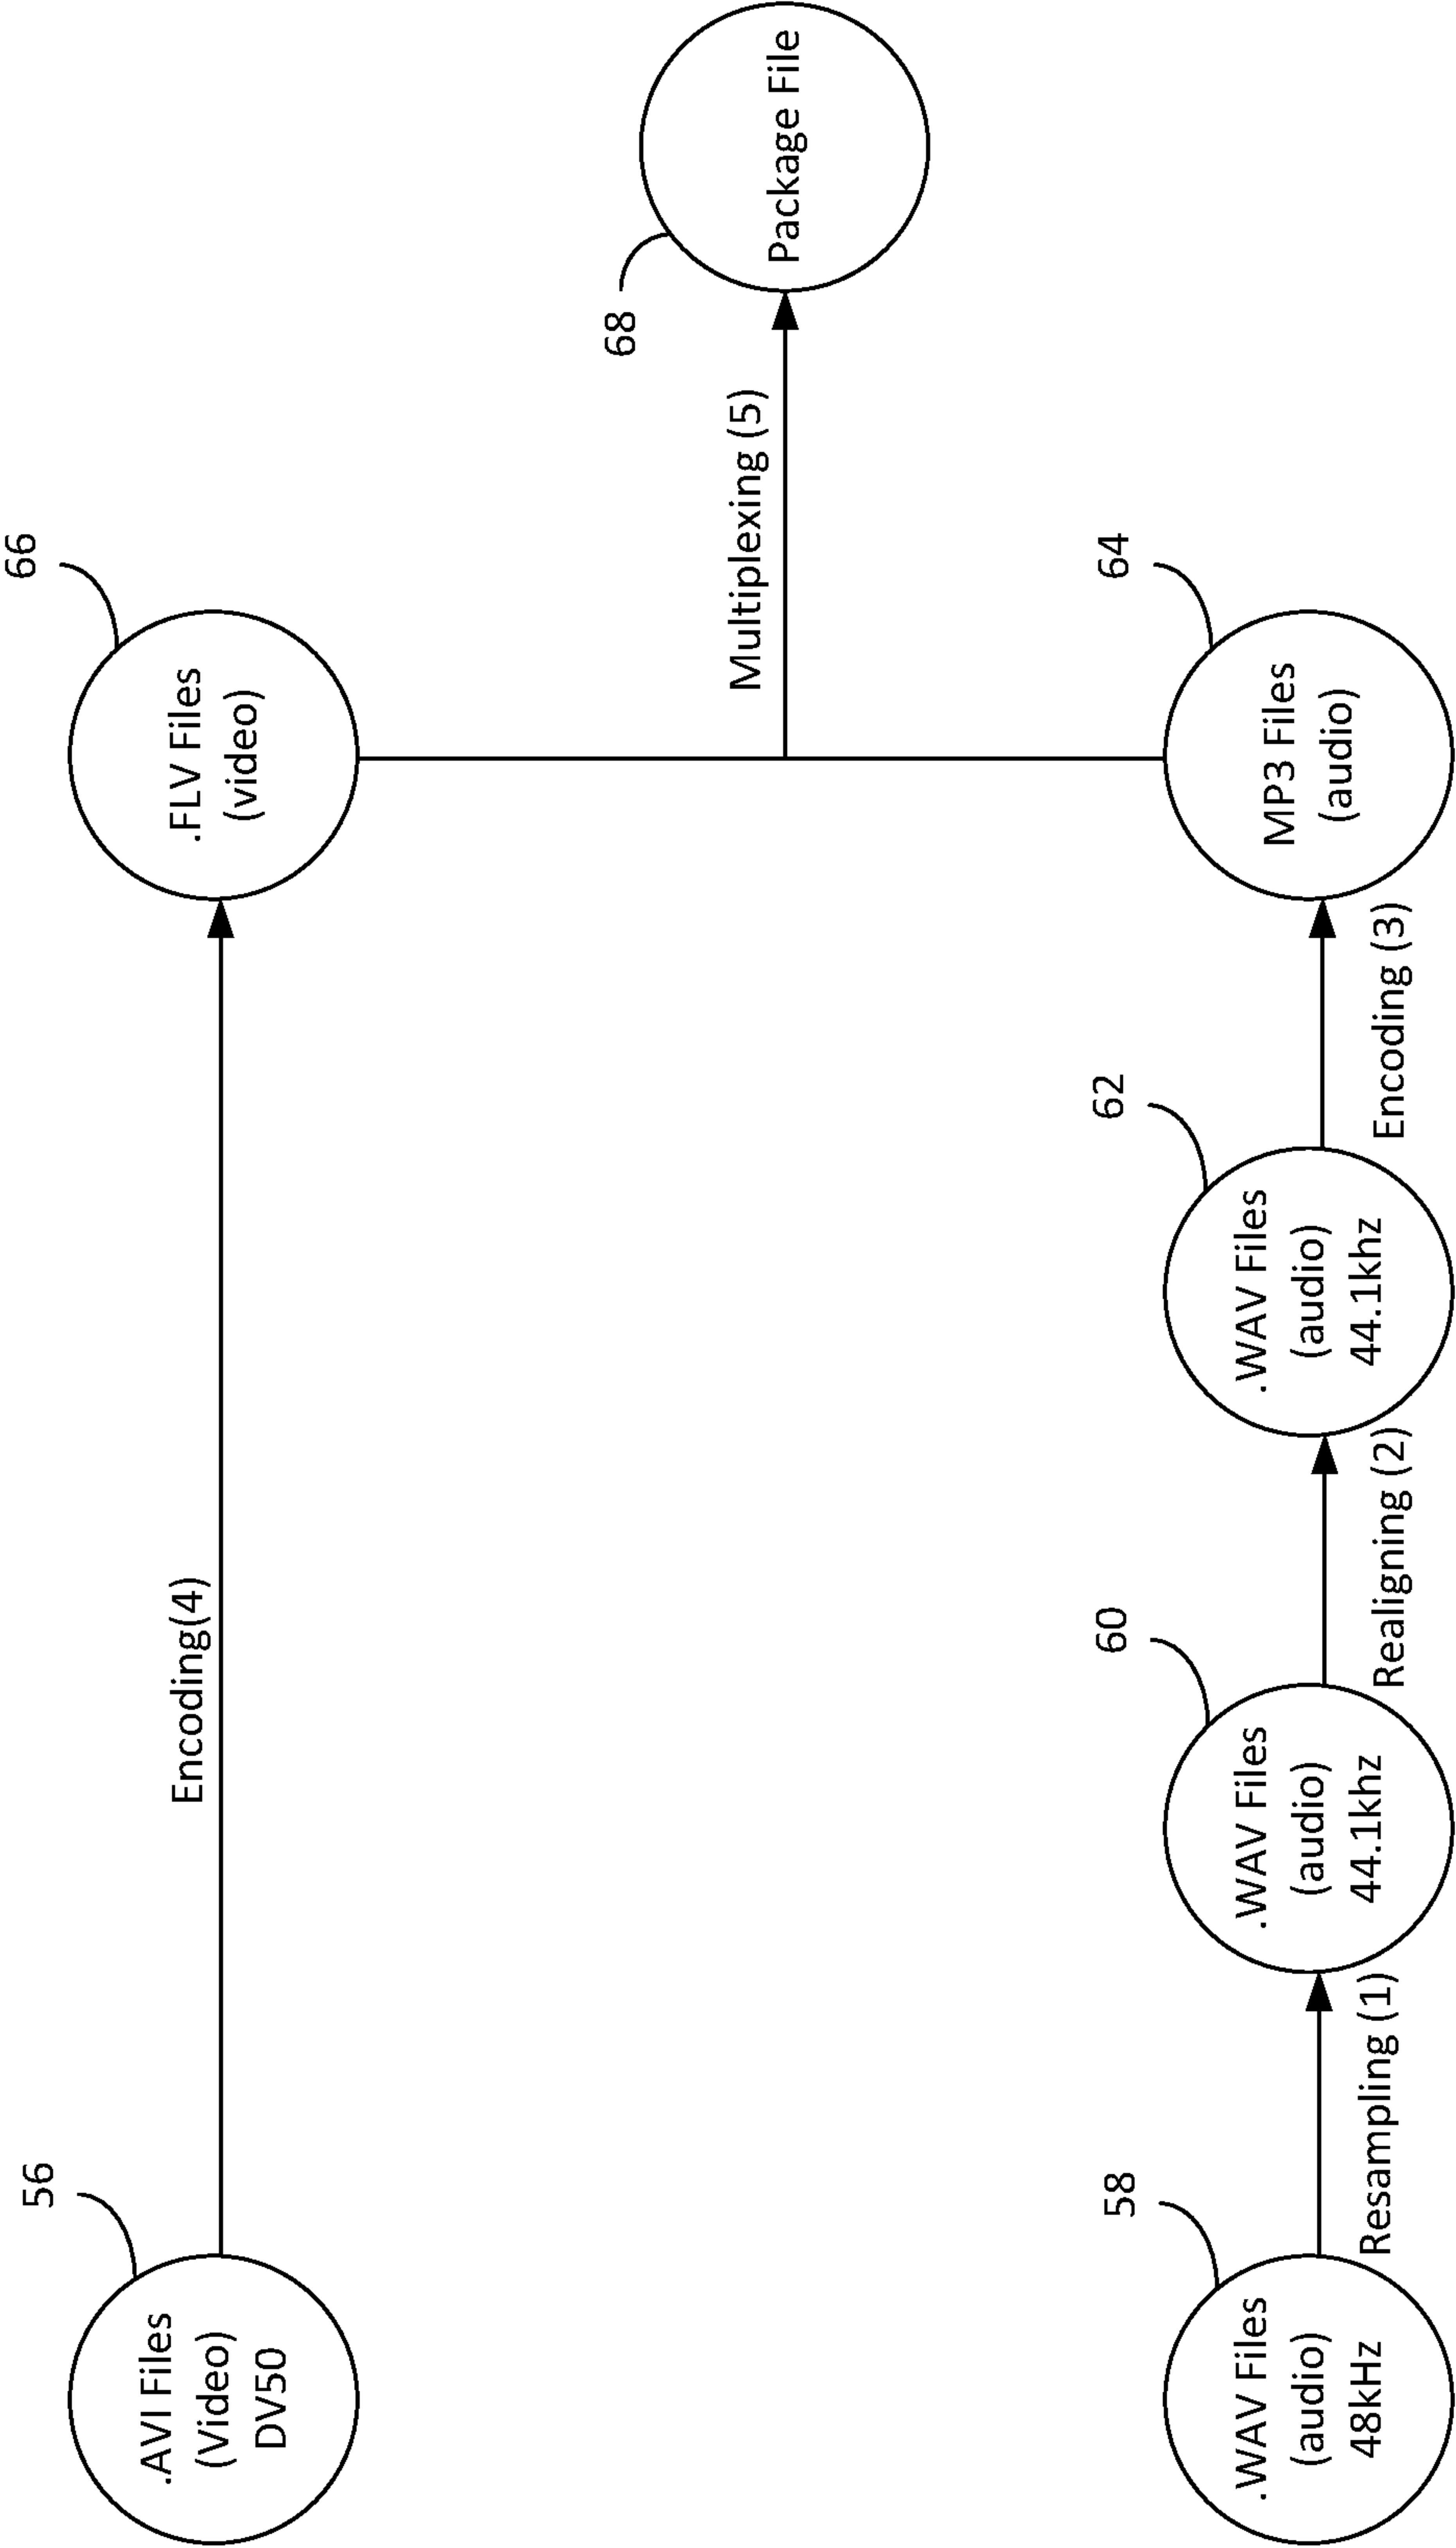 56
.AVI Files
(Video)
DV50
Encoding(4)
66
.FLV Files
(video)
Multiplexing (5)
68
Package File
58
.WAV Files
(audio)
48kHz
Resampling (1)
60
.WAV Files
(audio)
44.1khz
Realigning (2)
62
.WAV Files
(audio)
44.1khz
Encoding (3)
64
MP3 Files
(audio)